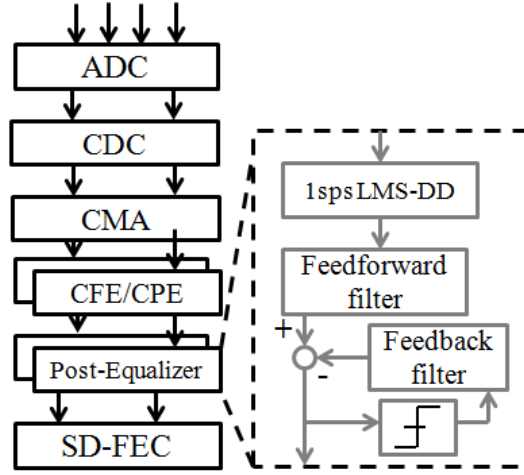 ADC
CDC
CMA
CFE/CPE
Post-Equalizer
SD-FEC
1sps LMS-DD
Feedforward
filter
+
-
Feedback
filter